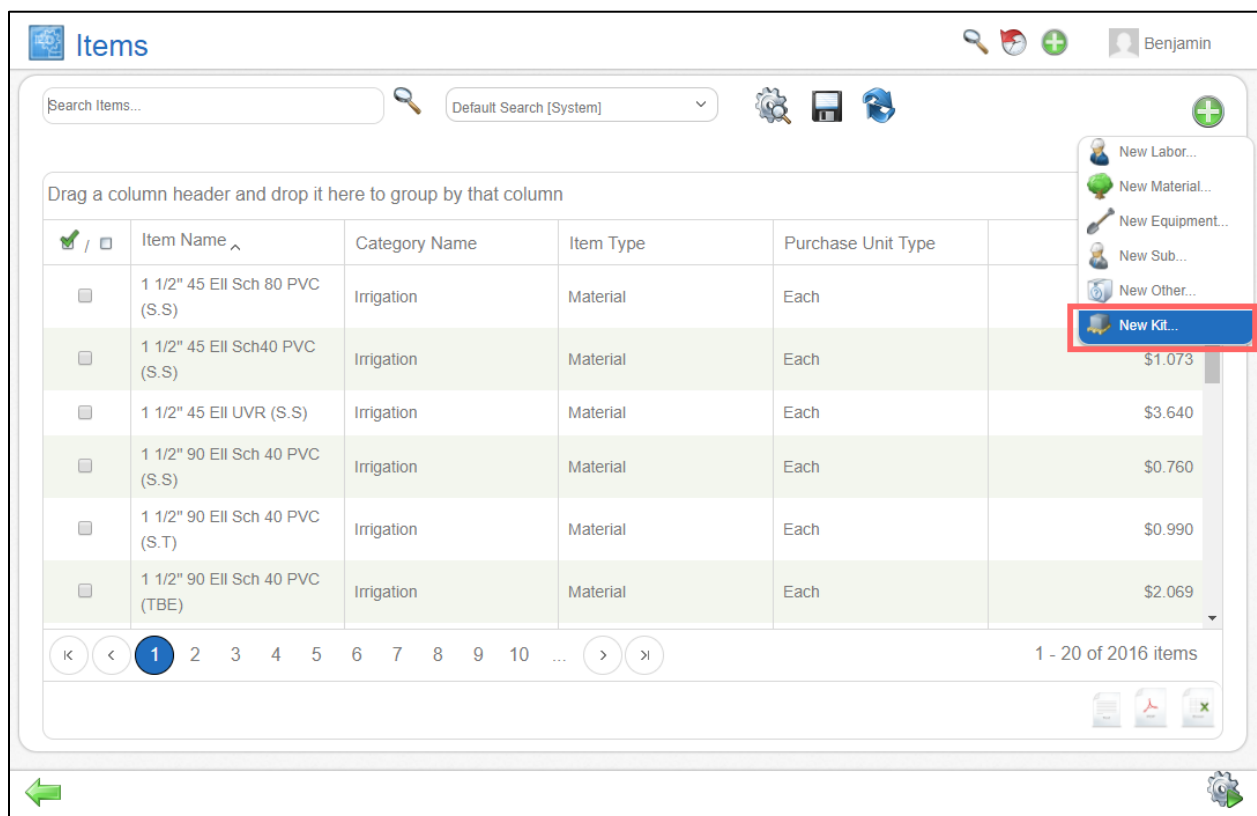 Items
Benjamin
Search Items...
Default Search [System]
New Labor...
New Material...
New Equipment...
New Sub...
New Other...
New Kit...
Drag a column header and drop it here to group by that column
/ Item Name Category Name Item Type Purchase Unit Type
1 1/2" 45 Ell Sch 80 PVC
(S.S) Irrigation Material Each
1 1/2" 45 Ell Sch40 PVC
(S.S) Irrigation Material Each $1.073
1 1/2" 45 Ell UVR (S.S) Irrigation Material Each $3.640
1 1/2" 90 Ell Sch 40 PVC
(S.S) Irrigation Material Each $0.760
1 1/2" 90 Ell Sch 40 PVC
(S.T) Irrigation Material Each $0.990
1 1/2" 90 Ell Sch 40 PVC
(TBE) Irrigation Material Each $2.069
1 2 3 4 5 6 7 8 9 10 ... 1 - 20 of 2016 items